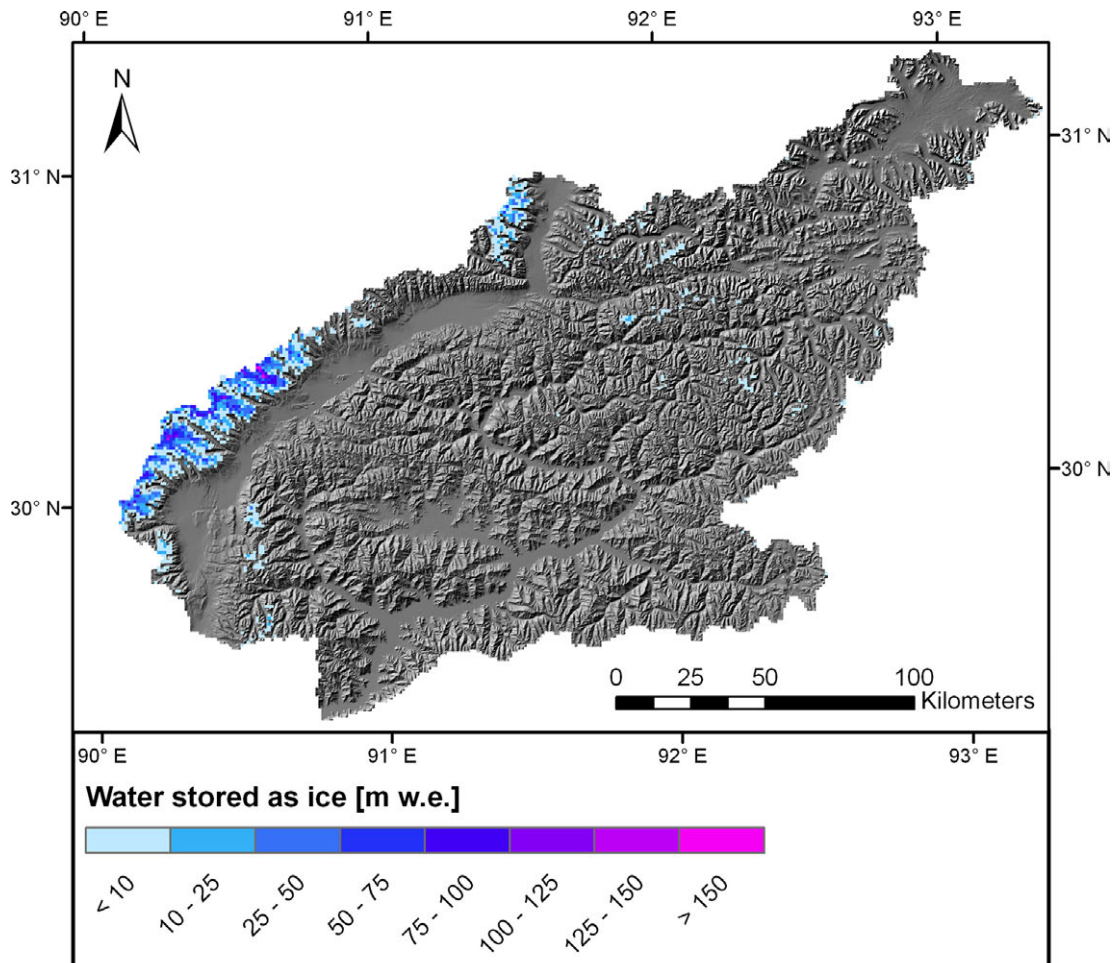 90° E 91° E 92° E 93° E
N
31° N
31° N
30° N
30° N
0 25 50 100
Kilometers
90° E 91° E 92° E 93° E
Water stored as ice [m w.e.]
< 10 10 - 25 25 - 50 50 - 75 75 - 100 100 - 125 125 - 150 > 150